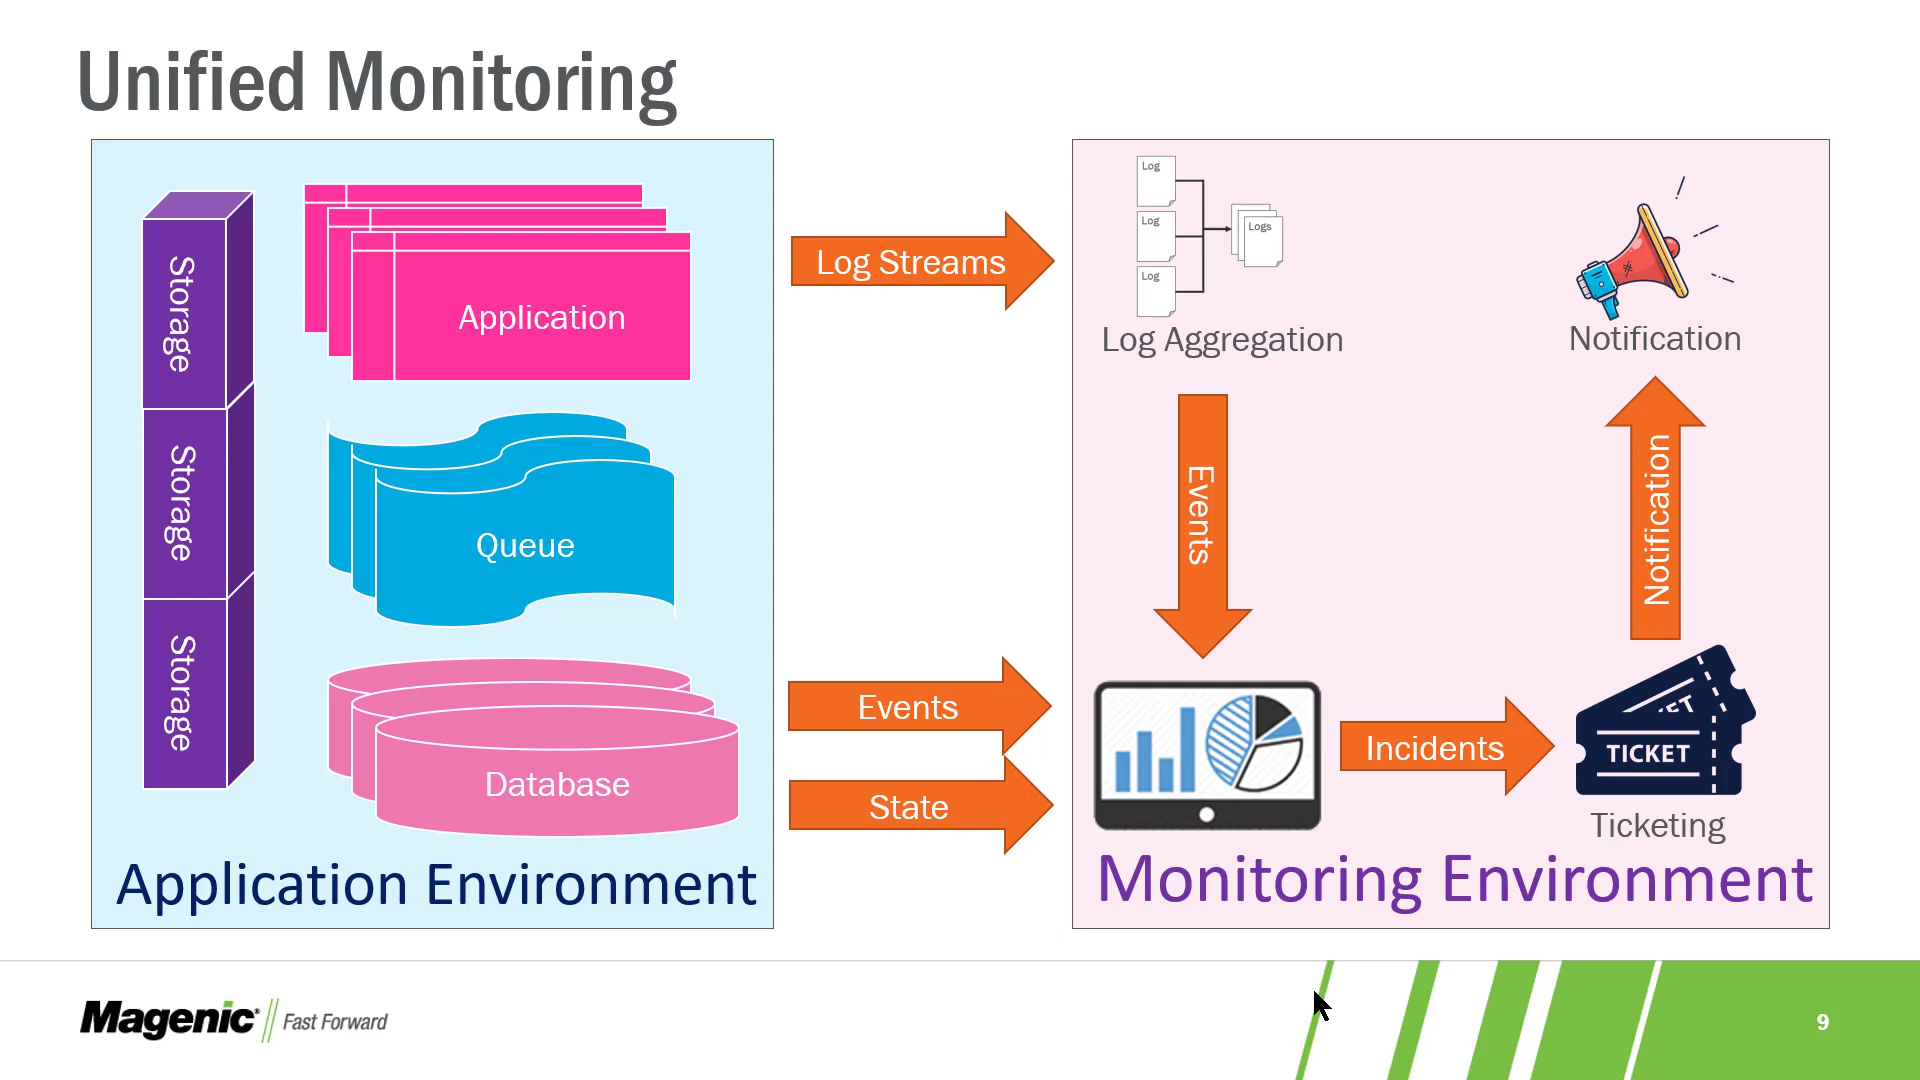 Unified Monitoring
Storage
Storage
Storage
Application
Queue
Database
Application Environment
Log Streams
Events
State
Log
Log
Log
Logs
Log Aggregation
Notification
Events
Notification
Incidents
TICKET
Ticketing
Monitoring Environment
Magenic Fast Forward
9